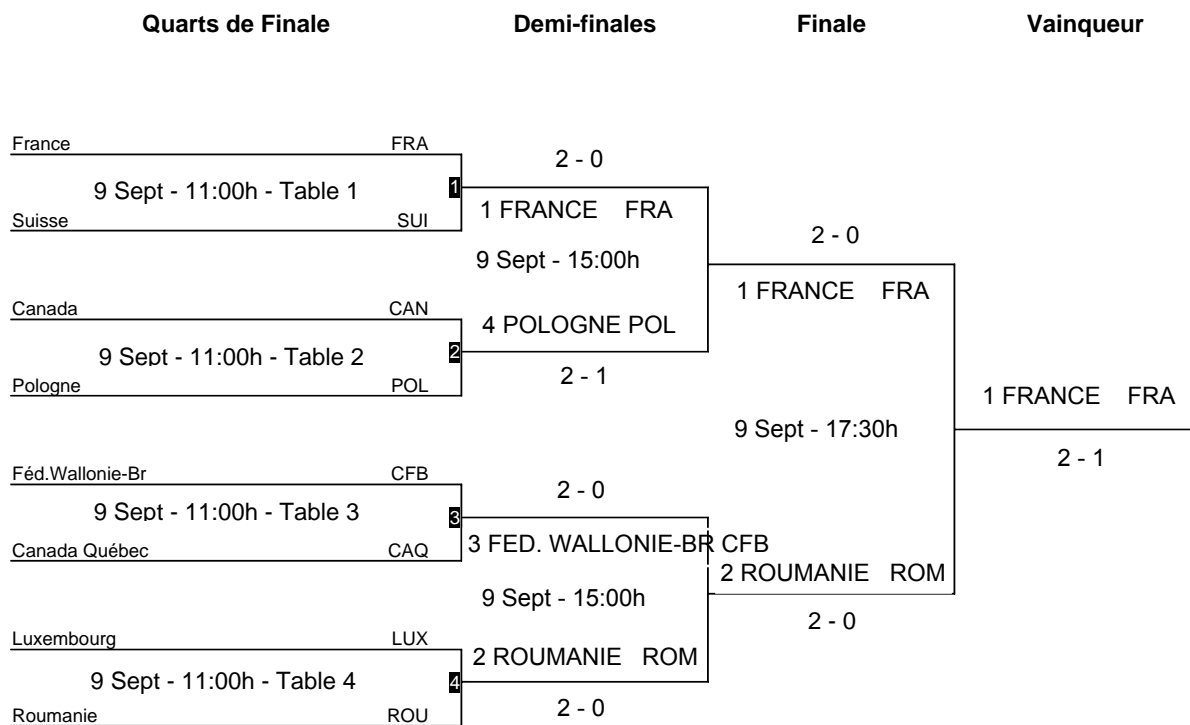 Quarts de Finale Demi-finales Finale Vainqueur
France FRA
2 - 0
9 Sept - 11:00h - Table 1 1
1 FRANCE FRA
Suisse SUI
2 - 0
9 Sept - 15:00h
1 FRANCE FRA
Canada CAN
4 POLOGNE POL
9 Sept - 11:00h - Table 2 2
2 - 1
Pologne POL
1 FRANCE FRA
9 Sept - 17:30h
2 - 1
Féd.Wallonie-Br CFB
2 - 0
9 Sept - 11:00h - Table 3 3
3 FED. WALLONIE-BR CFB
Canada Québec CAQ
2 ROUMANIE ROM
9 Sept - 15:00h
2 - 0
Luxembourg LUX
2 ROUMANIE ROM
9 Sept - 11:00h - Table 4 4
2 - 0
Roumanie ROU